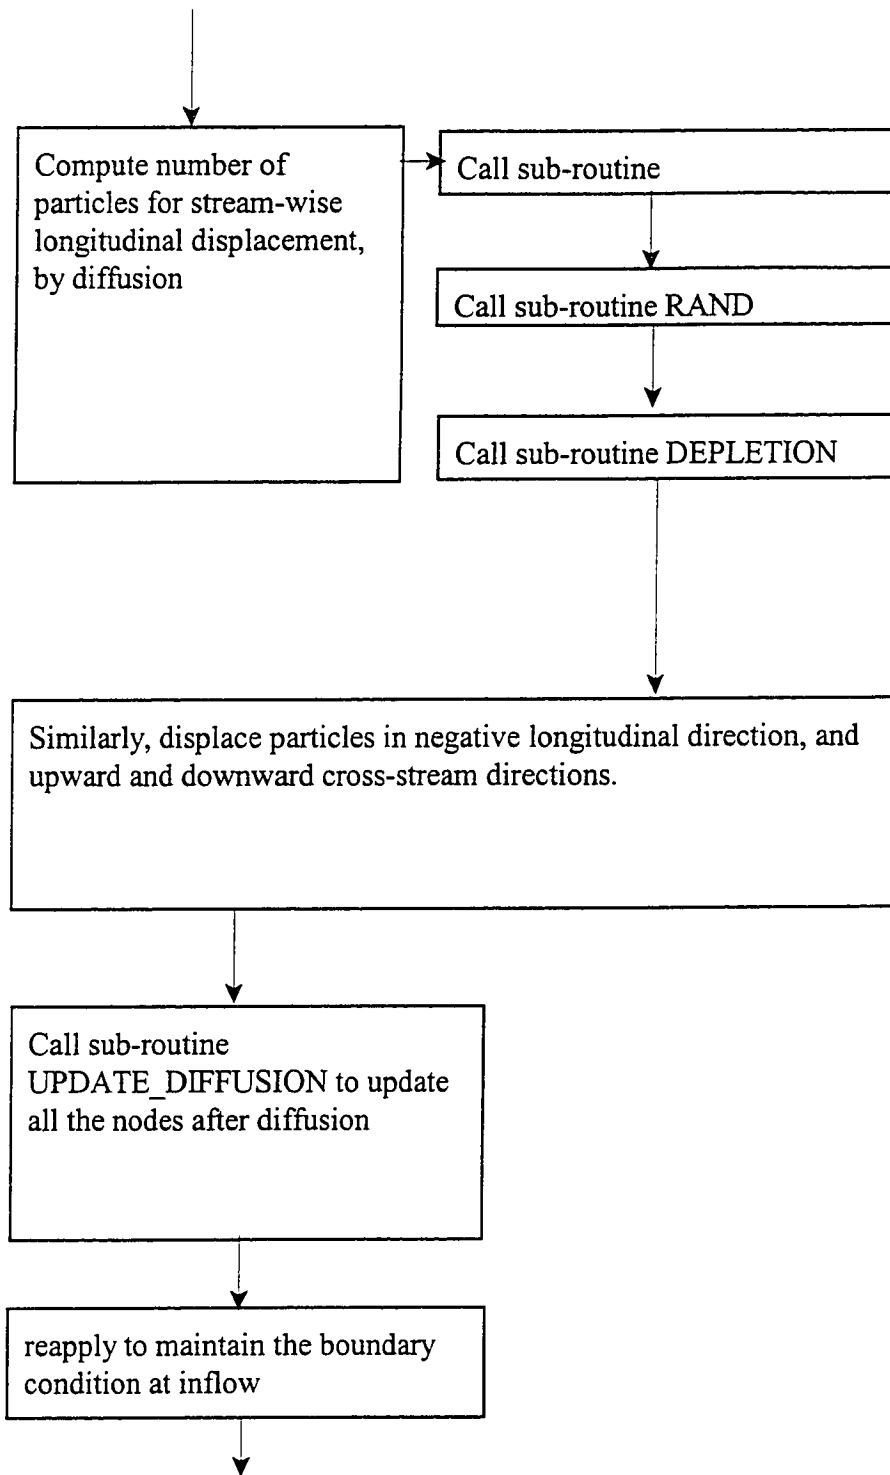 Compute number of
particles for stream-wise
longitudinal displacement,
by diffusion
Call sub-routine
Call sub-routine RAND
Call sub-routine DEPLETION
Similarly, displace particles in negative longitudinal direction, and
upward and downward cross-stream directions.
Call sub-routine
UPDATE_DIFFUSION to update
all the nodes after diffusion
reapply to maintain the boundary
condition at inflow